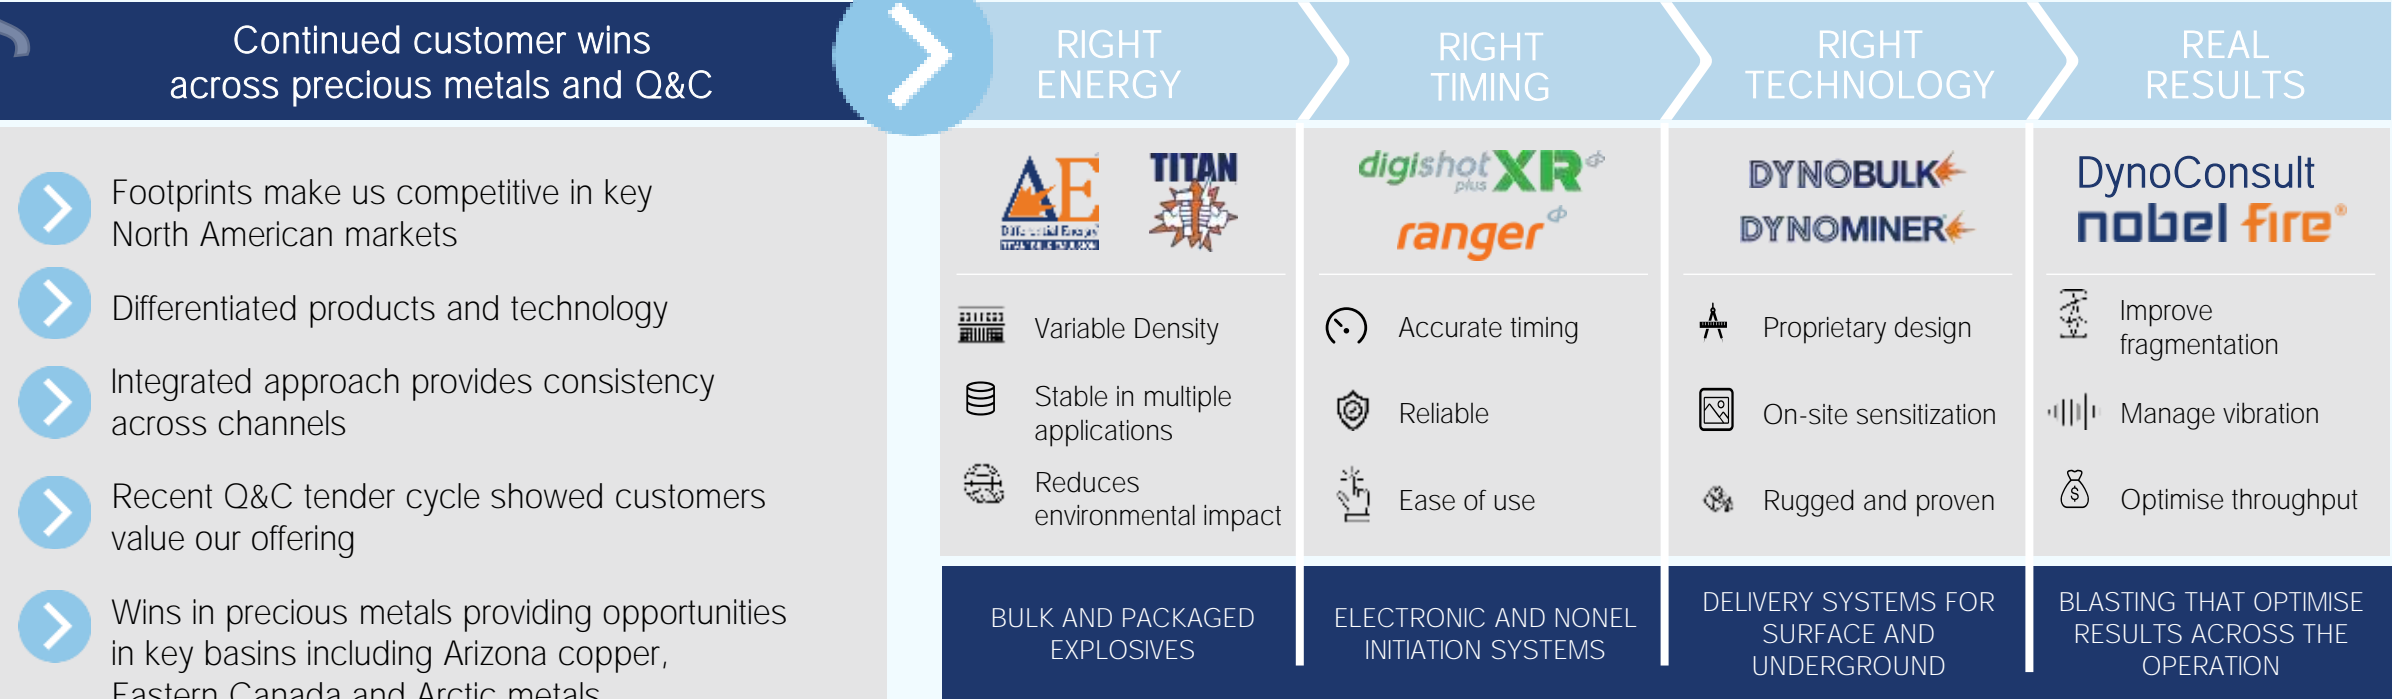 Continued customer wins
across precious metals and Q&C
Footprints make us competitive in key
North American markets
Differentiated products and technology
Integrated approach provides consistency
across channels
Recent Q&C tender cycle showed customers
value our offering
Wins in precious metals providing opportunities
in key basins including Arizona copper,
Eastern Canada and Arctic metals
RIGHT
ENERGY
ΔE
Differential Energy
TITAN BULK EMULSION
TITAN
Variable Density
Stable in multiple
applications
Reduces
environmental impact
BULK AND PACKAGED
EXPLOSIVES
RIGHT
TIMING
digishot plus XR
ranger
Accurate timing
Reliable
Ease of use
ELECTRONIC AND NONEL
INITIATION SYSTEMS
RIGHT
TECHNOLOGY
DYNOBULK
DYNOMINER
Proprietary design
On-site sensitization
Rugged and proven
DELIVERY SYSTEMS FOR
SURFACE AND
UNDERGROUND
REAL
RESULTS
DynoConsult
nobel fire®
Improve
fragmentation
Manage vibration
Optimise throughput
BLASTING THAT OPTIMISE
RESULTS ACROSS THE
OPERATION